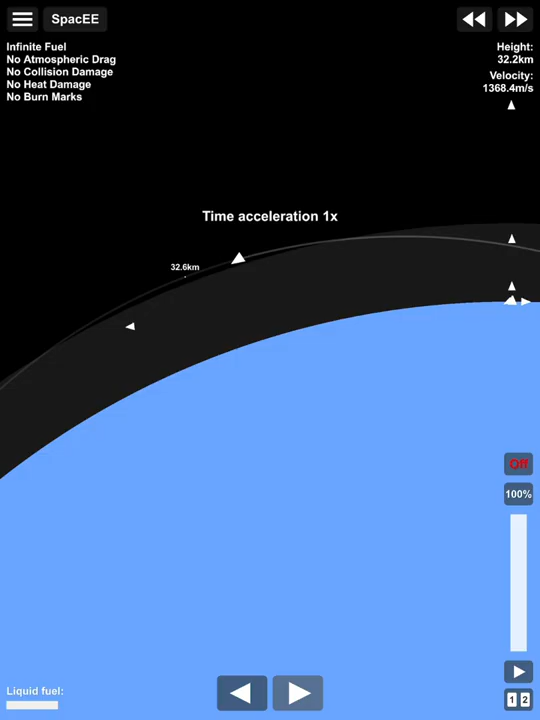 SpacEE
Infinite Fuel
No Atmospheric Drag
No Collision Damage
No Heat Damage
No Burn Marks
Height:
32.2km
Velocity:
1368.4m/s
Time acceleration 1x
32.6km
Off
100%
Liquid fuel:
1 2